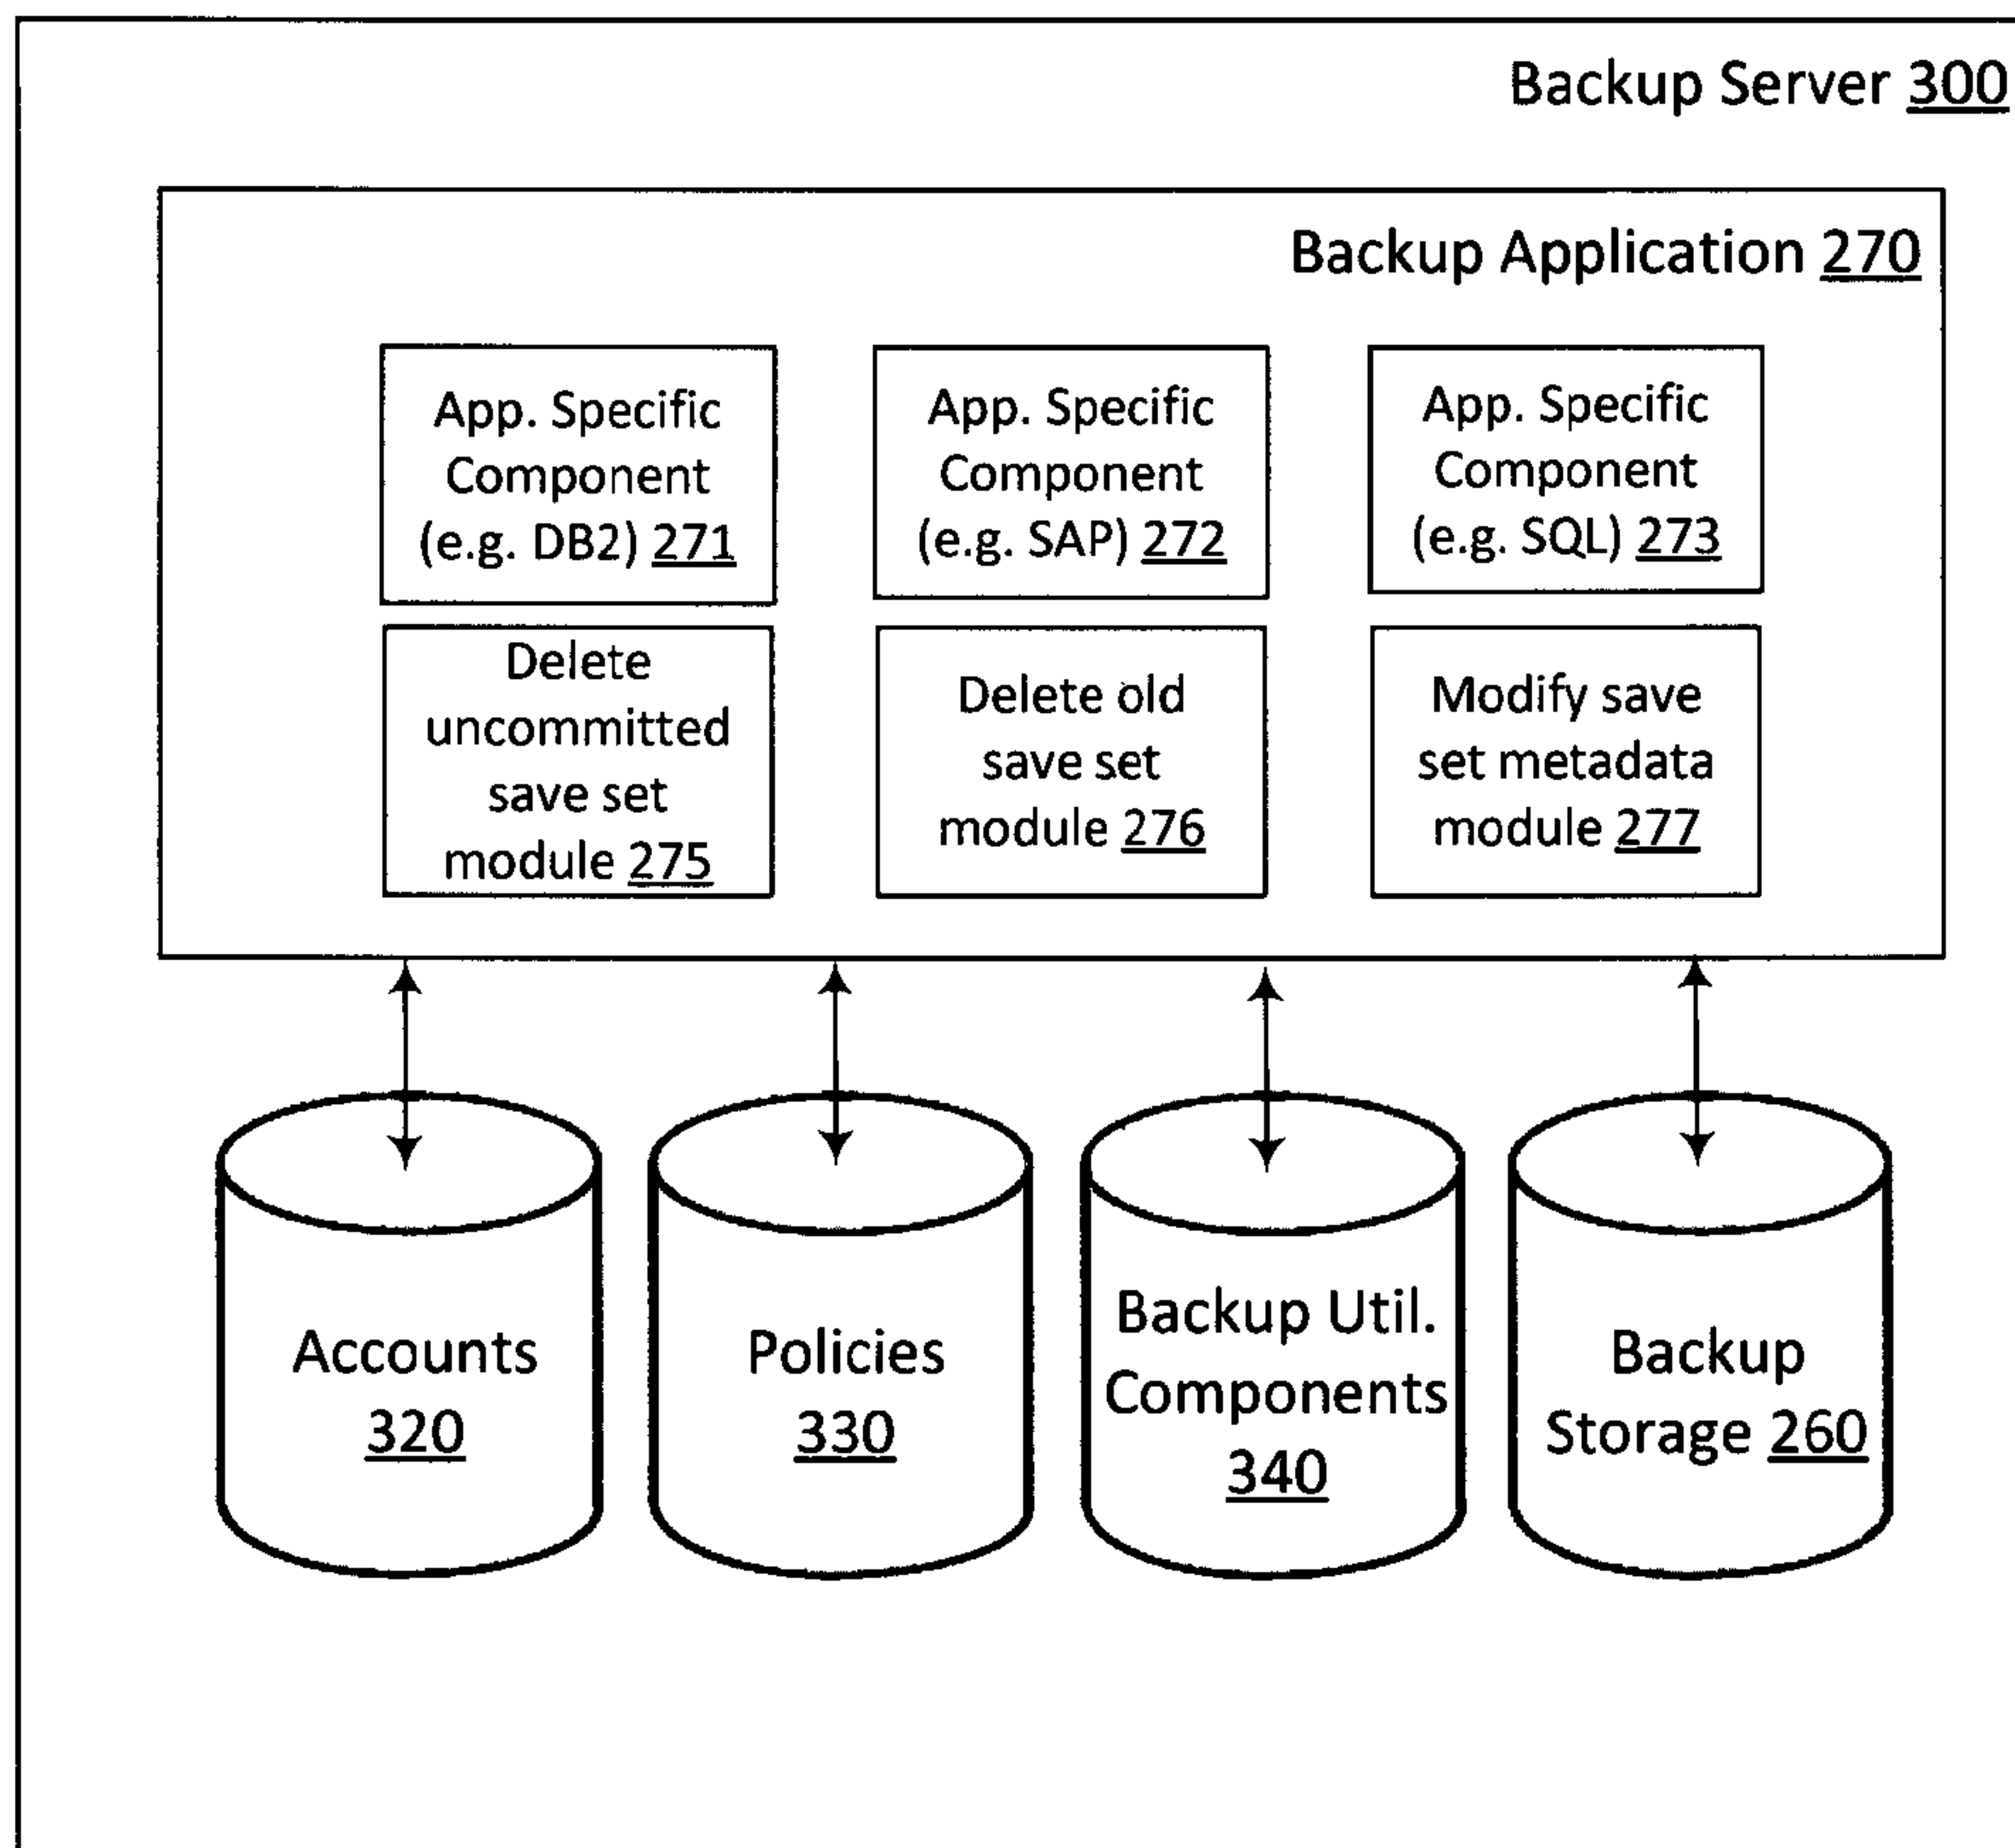 Backup Server 300
Backup Application 270
App. Specific
Component
(e.g. DB2) 271
App. Specific
Component
(e.g. SAP) 272
App. Specific
Component
(e.g. SQL) 273
Delete
uncommitted
save set
module 275
Delete old
save set
module 276
Modify save
set metadata
module 277
Accounts
320
Policies
330
Backup Util.
Components
340
Backup
Storage 260